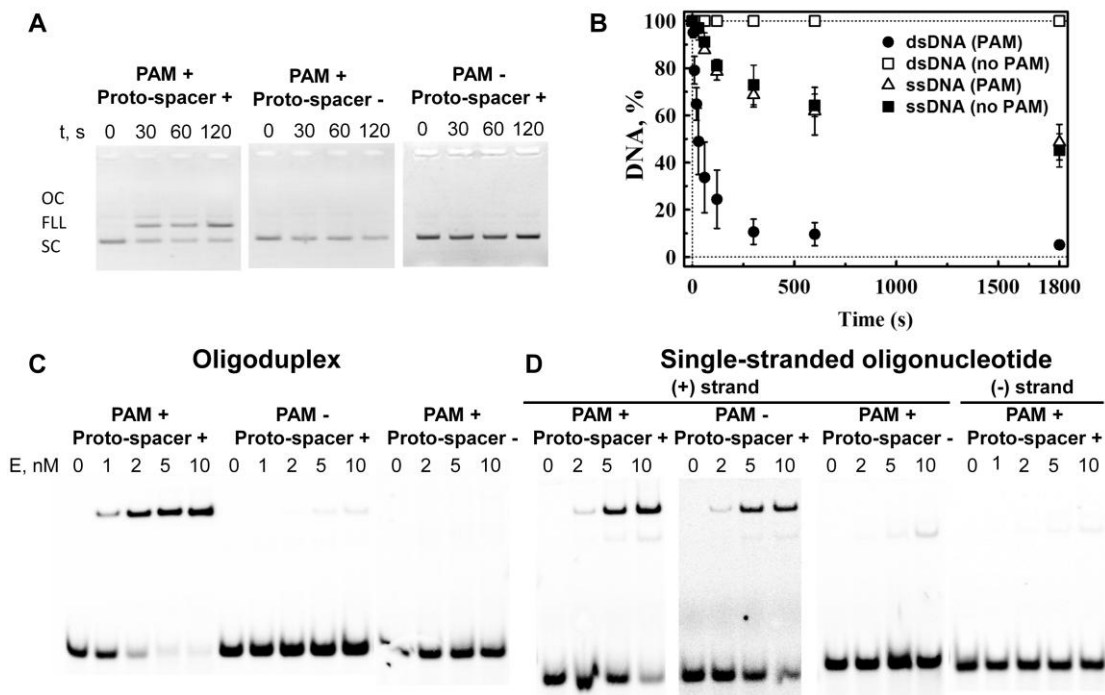 A
PAM + PAM + PAM -
Proto-spacer + Proto-spacer - Proto-spacer +
t, s 0 30 60 120 0 30 60 120 0 30 60 120
OC
FLL
SC
B
100
80
60
40
20
0
DNA, %
dsDNA (PAM)
dsDNA (no PAM)
ssDNA (PAM)
ssDNA (no PAM)
0 500 1000 1500 1800
Time (s)
C Oligoduplex
PAM + PAM - PAM +
Proto-spacer + Proto-spacer + Proto-spacer -
E, nM 0 1 2 5 10 0 1 2 5 10 0 2 5 10
D Single-stranded oligonucleotide
(+) strand (-) strand
PAM + PAM - PAM + PAM +
Proto-spacer + Proto-spacer + Proto-spacer - Proto-spacer +
0 2 5 10 0 2 5 10 0 2 5 10 0 1 2 5 10